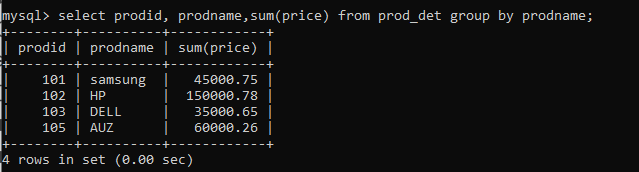 mysql> select prodid, prodname,sum(price) from prod_det group by prodname;
+--------+----------+------------+
| prodid | prodname | sum(price) |
+--------+----------+------------+
|    101 | samsung  |   45000.75 |
|    102 | HP       |  150000.78 |
|    103 | DELL     |   35000.65 |
|    105 | AUZ      |   60000.26 |
+--------+----------+------------+
4 rows in set (0.00 sec)